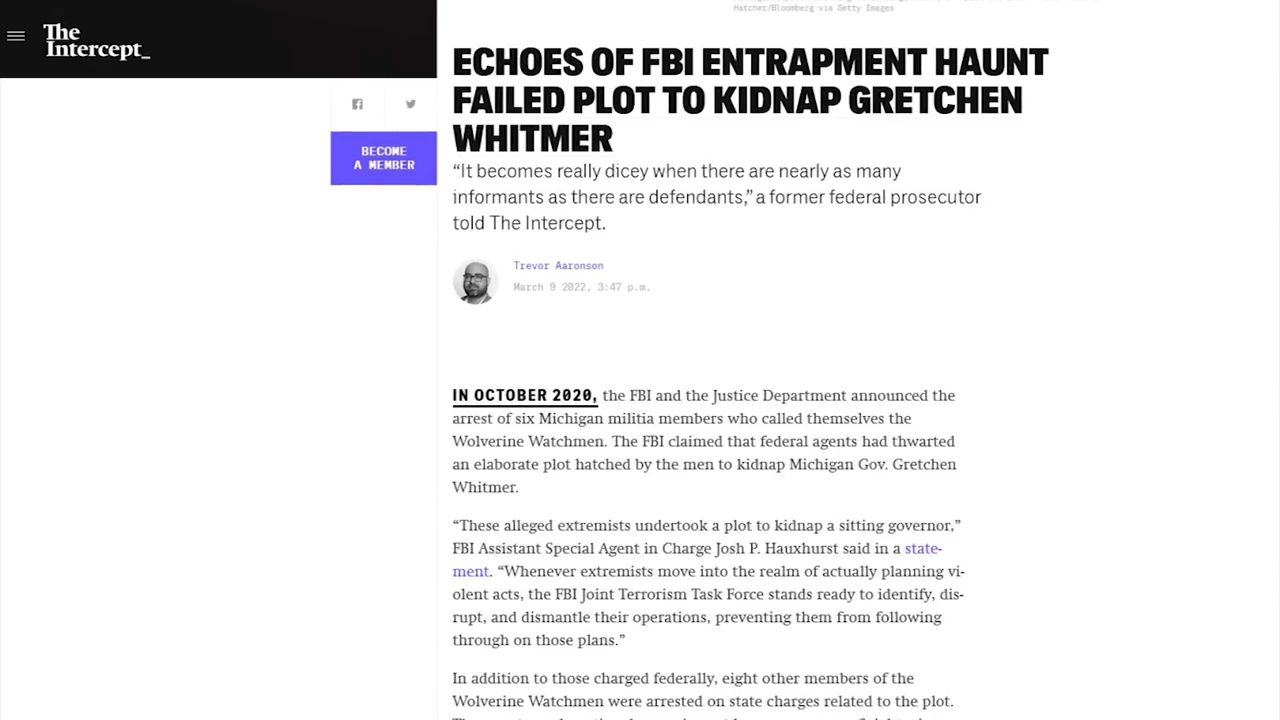 The
Intercept_
BECOME
A MEMBER
Hatcher/Bloomberg via Getty Images
ECHOES OF FBI ENTRAPMENT HAUNT
FAILED PLOT TO KIDNAP GRETCHEN
WHITMER
“It becomes really dicey when there are nearly as many
informants as there are defendants,” a former federal prosecutor
told The Intercept.
Trevor Aaronson
March 9 2022, 3:47 p.m.
IN OCTOBER 2020, the FBI and the Justice Department announced the
arrest of six Michigan militia members who called themselves the
Wolverine Watchmen. The FBI claimed that federal agents had thwarted
an elaborate plot hatched by the men to kidnap Michigan Gov. Gretchen
Whitmer.
“These alleged extremists undertook a plot to kidnap a sitting governor,”
FBI Assistant Special Agent in Charge Josh P. Hauxhurst said in a state-
ment. “Whenever extremists move into the realm of actually planning vi-
olent acts, the FBI Joint Terrorism Task Force stands ready to identify, dis-
rupt, and dismantle their operations, preventing them from following
through on those plans.”
In addition to those charged federally, eight other members of the
Wolverine Watchmen were arrested on state charges related to the plot.